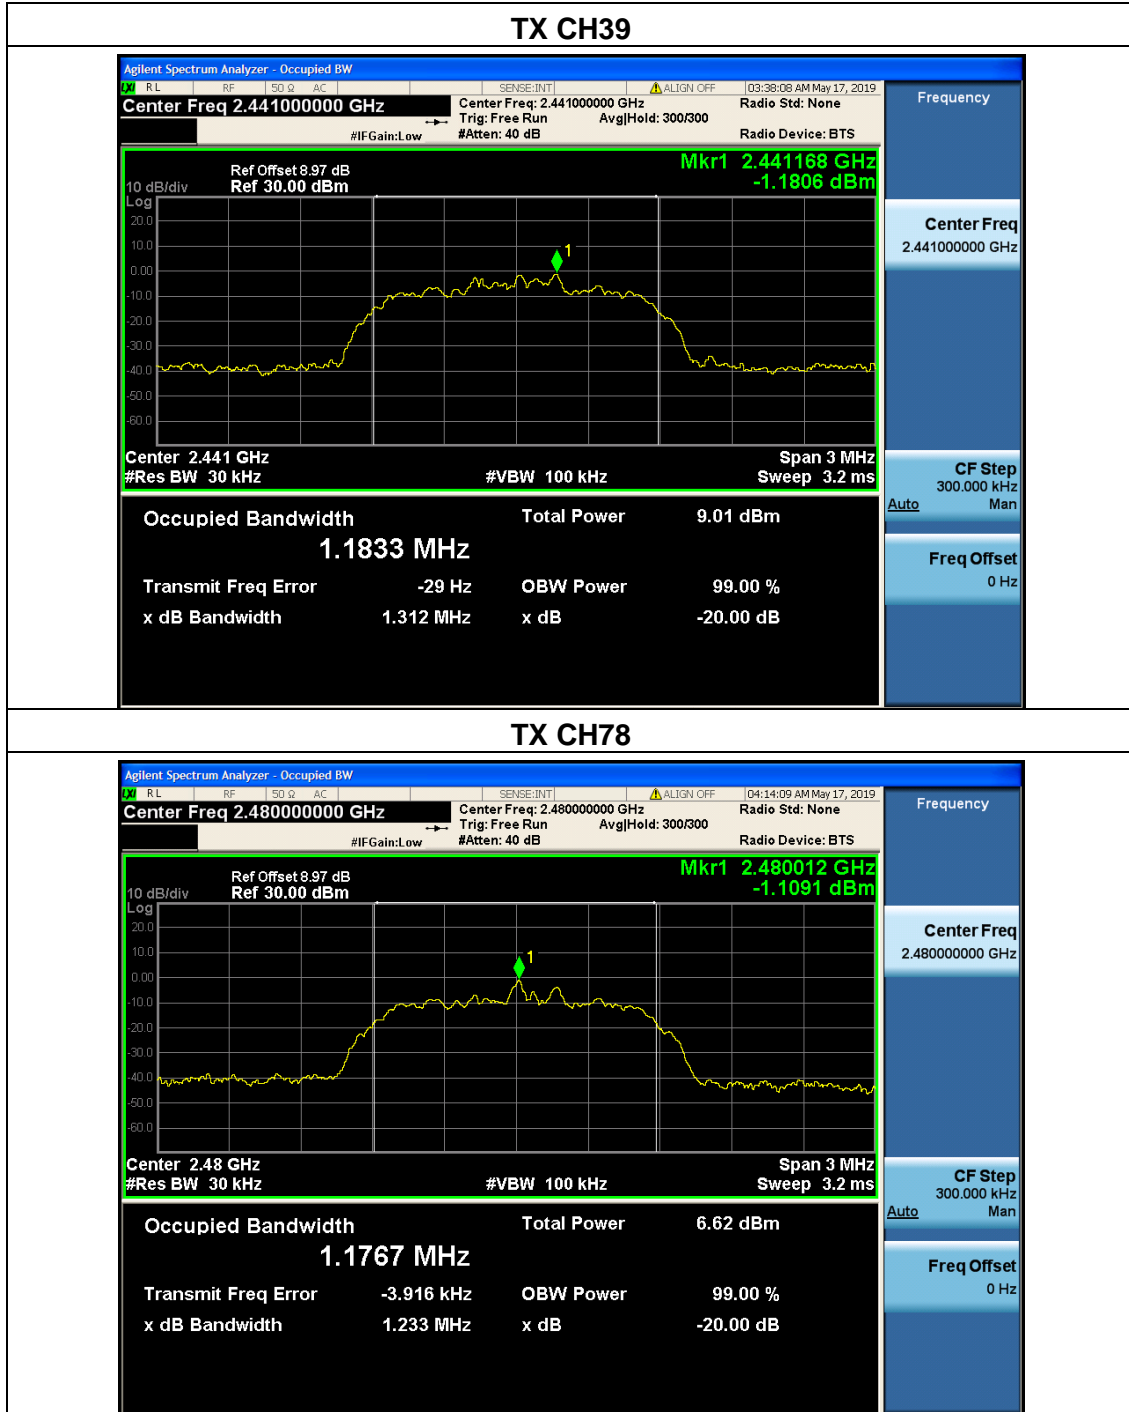 TX CH39
Agilent Spectrum Analyzer - Occupied BW
LXI RL RF 50 Ω AC SENSE:INT ALIGN OFF 03:38:08 AM May 17, 2019
Center Freq 2.441000000 GHz
Center Freq: 2.441000000 GHz
Radio Std: None
Trig: Free Run Avg|Hold: 300/300
#IFGain:Low #Atten: 40 dB Radio Device: BTS
Frequency
Mkr1 2.441168 GHz
-1.1806 dBm
Ref Offset 8.97 dB
10 dB/div Ref 30.00 dBm
Log
20.0
10.0
0.00
-10.0
-20.0
-30.0
-40.0
-50.0
-60.0
1
Center Freq
2.441000000 GHz
Center 2.441 GHz Span 3 MHz
#Res BW 30 kHz #VBW 100 kHz Sweep 3.2 ms
CF Step
300.000 kHz
Auto Man
Occupied Bandwidth Total Power 9.01 dBm
1.1833 MHz
Transmit Freq Error -29 Hz OBW Power 99.00 %
x dB Bandwidth 1.312 MHz x dB -20.00 dB
Freq Offset
0 Hz
TX CH78
Agilent Spectrum Analyzer - Occupied BW
LXI RL RF 50 Ω AC SENSE:INT ALIGN OFF 04:14:09 AM May 17, 2019
Center Freq 2.480000000 GHz
Center Freq: 2.480000000 GHz
Radio Std: None
Trig: Free Run Avg|Hold: 300/300
#IFGain:Low #Atten: 40 dB Radio Device: BTS
Frequency
Mkr1 2.480012 GHz
-1.1091 dBm
Ref Offset 8.97 dB
10 dB/div Ref 30.00 dBm
Log
20.0
10.0
0.00
-10.0
-20.0
-30.0
-40.0
-50.0
-60.0
1
Center Freq
2.480000000 GHz
Center 2.48 GHz Span 3 MHz
#Res BW 30 kHz #VBW 100 kHz Sweep 3.2 ms
CF Step
300.000 kHz
Auto Man
Occupied Bandwidth Total Power 6.62 dBm
1.1767 MHz
Transmit Freq Error -3.916 kHz OBW Power 99.00 %
x dB Bandwidth 1.233 MHz x dB -20.00 dB
Freq Offset
0 Hz